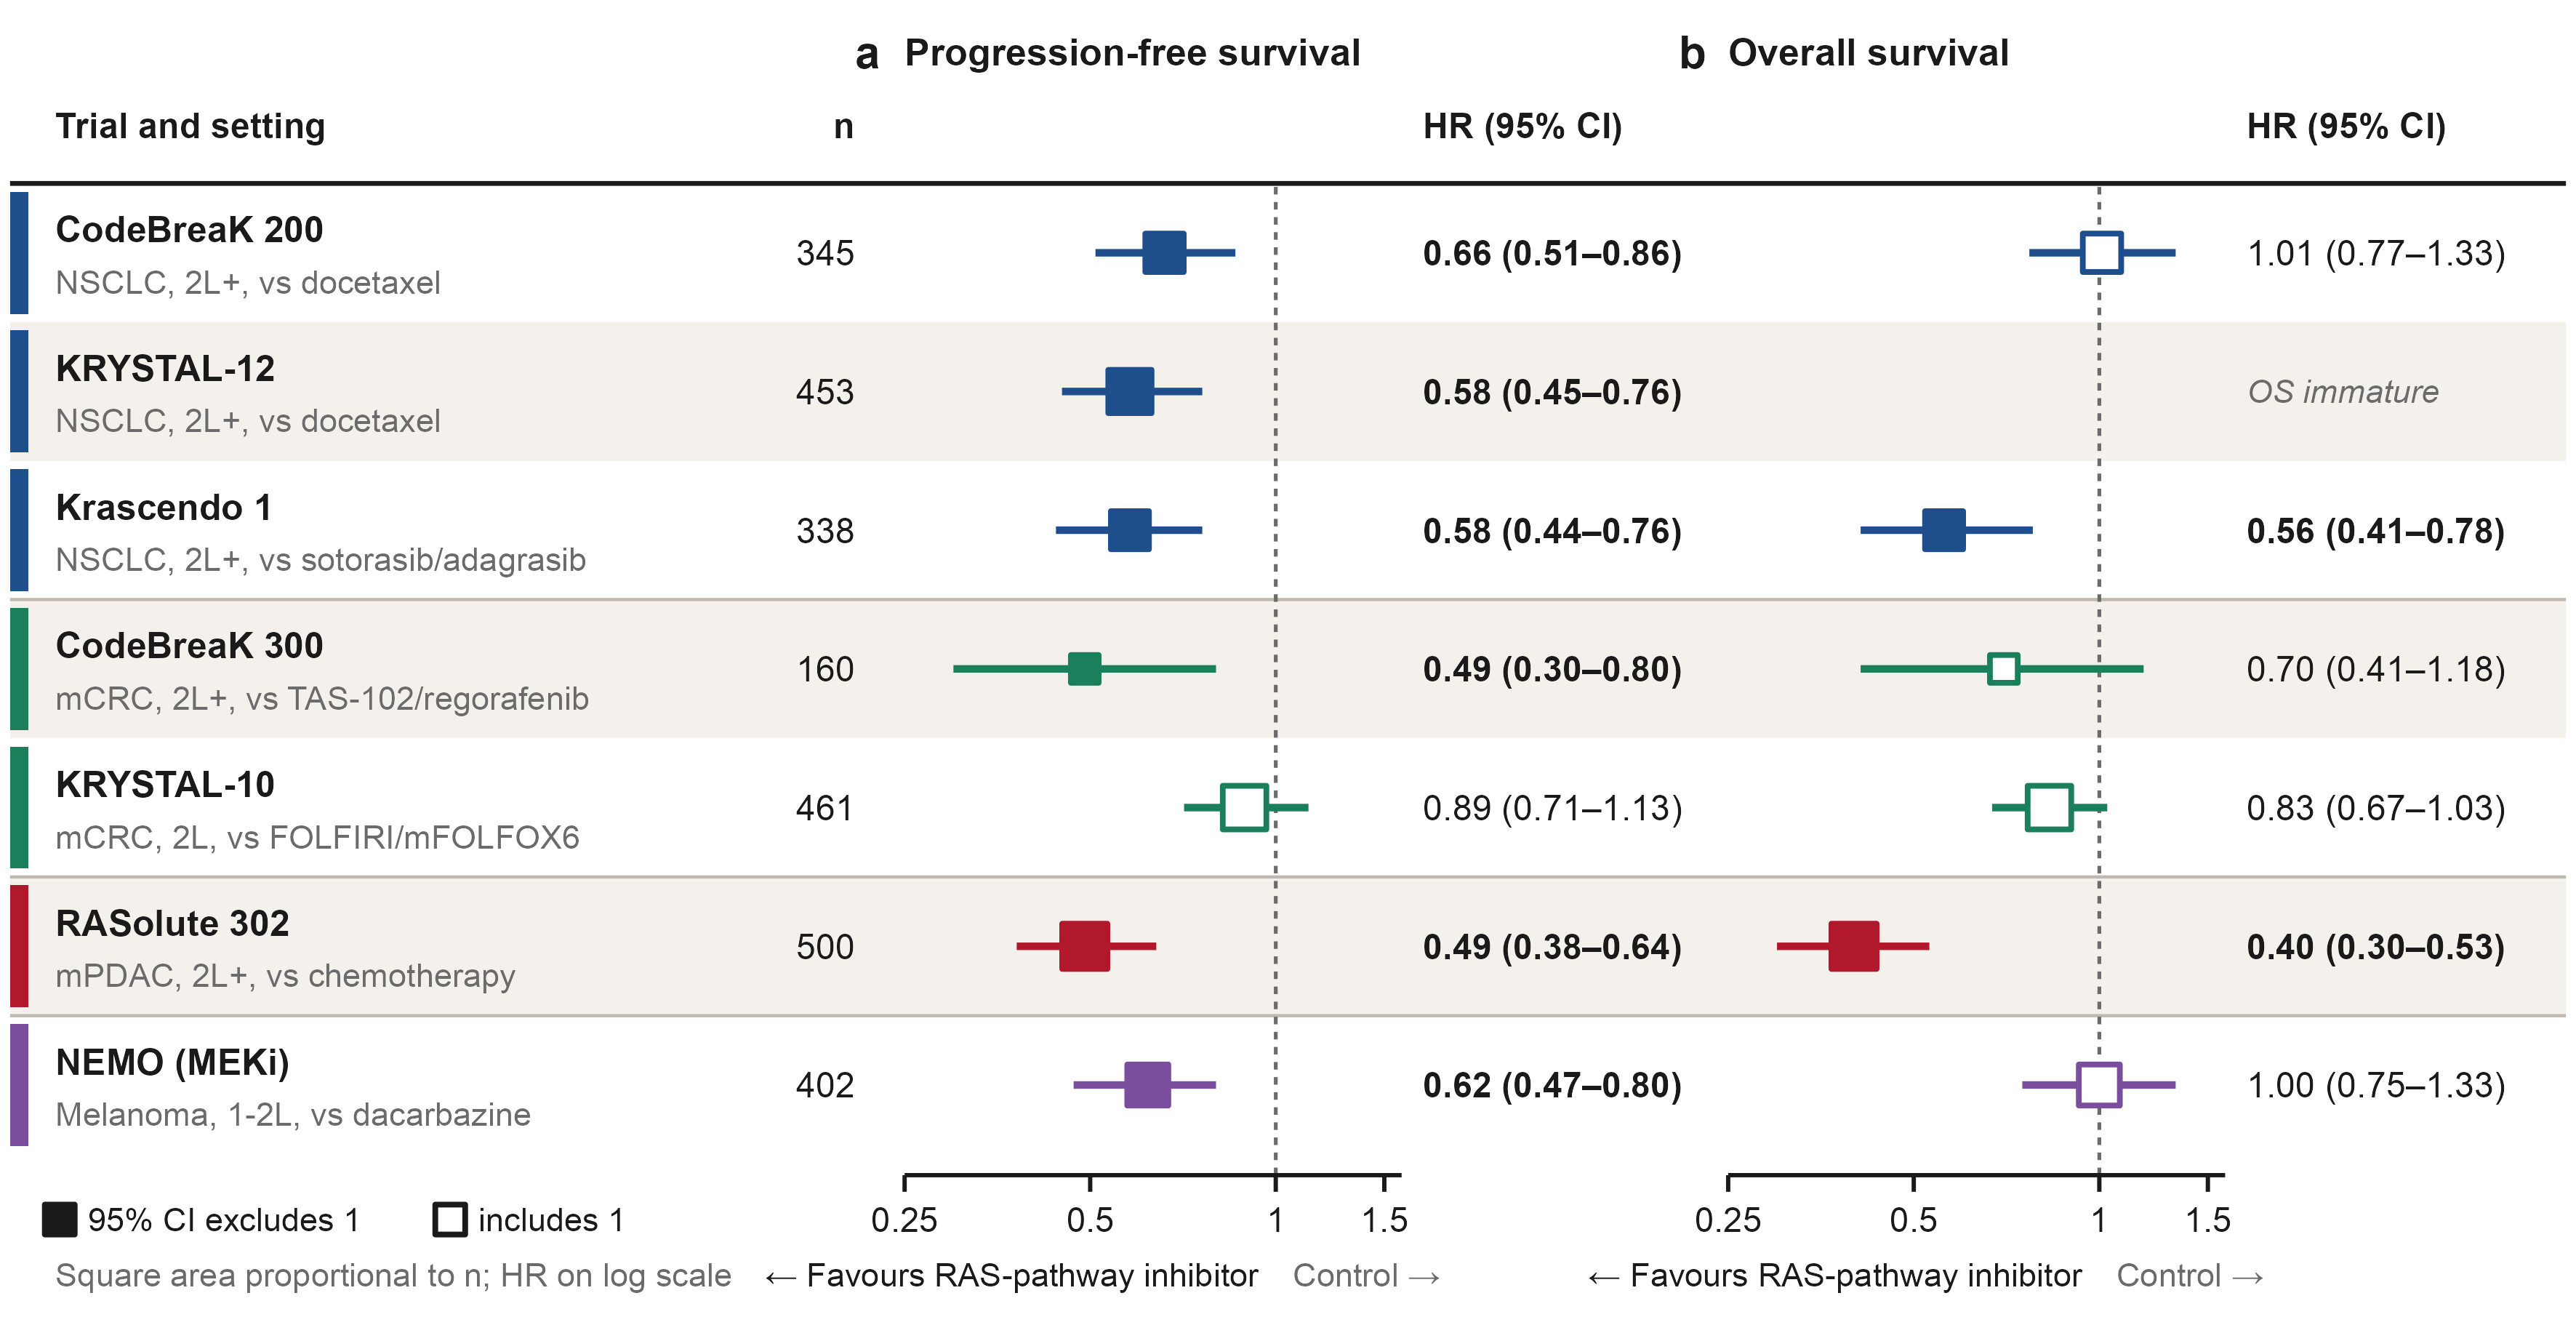 a Progression-free survival b Overall survival
Trial and setting n HR (95% CI) HR (95% CI)
CodeBreaK 200
345 0.66 (0.51–0.86) 1.01 (0.77–1.33)
NSCLC, 2L+, vs docetaxel
KRYSTAL-12
453 0.58 (0.45–0.76) OS immature
NSCLC, 2L+, vs docetaxel
Krascendo 1
338 0.58 (0.44–0.76) 0.56 (0.41–0.78)
NSCLC, 2L+, vs sotorasib/adagrasib
CodeBreaK 300
160 0.49 (0.30–0.80) 0.70 (0.41–1.18)
mCRC, 2L+, vs TAS-102/regorafenib
KRYSTAL-10
461 0.89 (0.71–1.13) 0.83 (0.67–1.03)
mCRC, 2L, vs FOLFIRI/mFOLFOX6
RASolute 302
500 0.49 (0.38–0.64) 0.40 (0.30–0.53)
mPDAC, 2L+, vs chemotherapy
NEMO (MEKi)
402 0.62 (0.47–0.80) 1.00 (0.75–1.33)
Melanoma, 1-2L, vs dacarbazine
95% CI excludes 1 includes 1 0.25 0.5 1 1.5 0.25 0.5 1 1.5
Square area proportional to n; HR on log scale ← Favours RAS-pathway inhibitor Control → ← Favours RAS-pathway inhibitor Control →